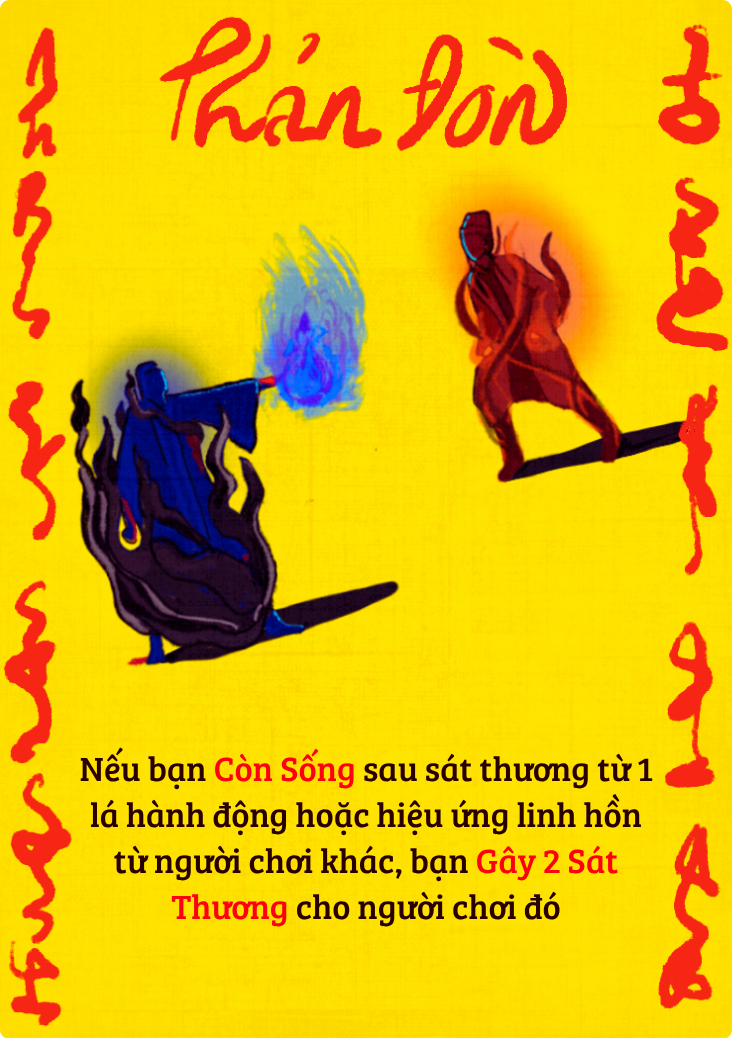 Phản Đòn
Nếu bạn Còn Sống sau sát thương từ 1
lá hành động hoặc hiệu ứng linh hồn
từ người chơi khác, bạn Gây 2 Sát
Thương cho người chơi đó